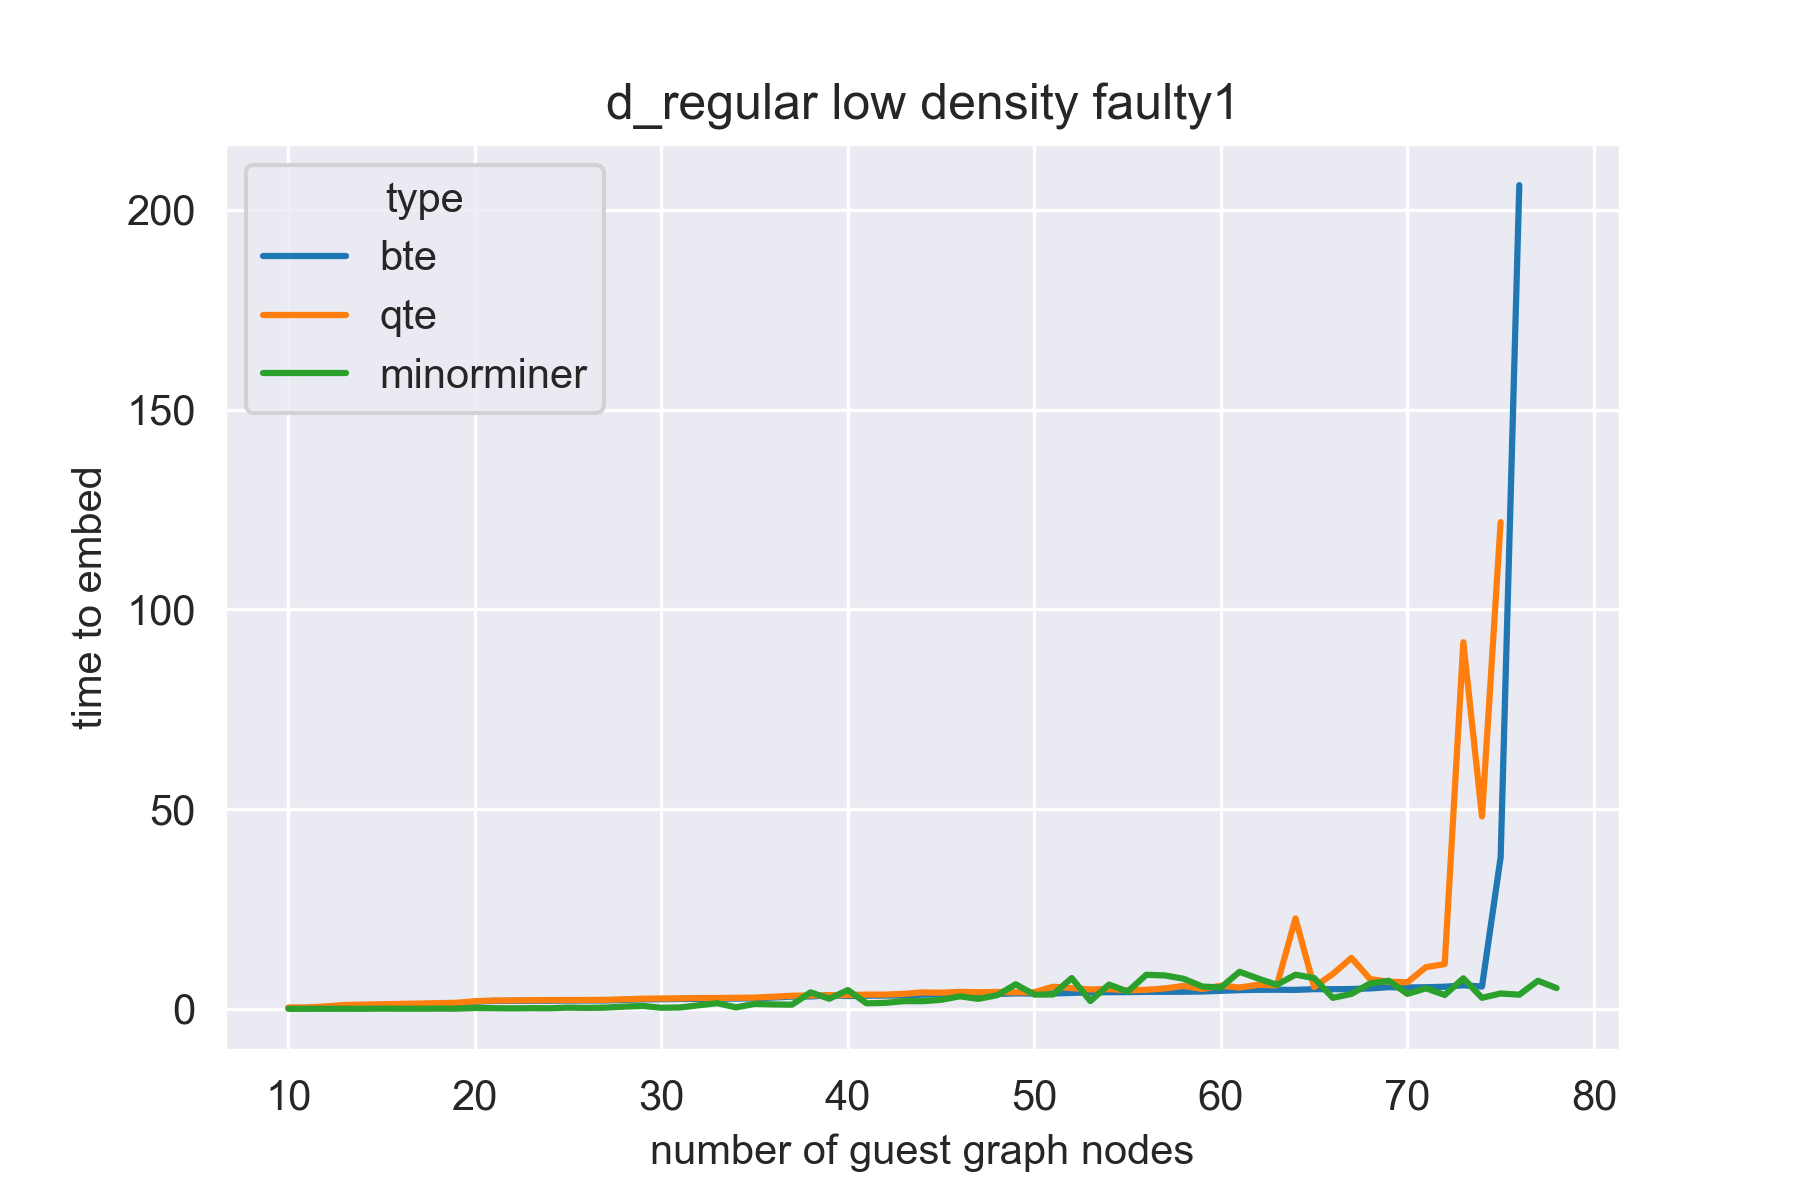 d_regular low density faulty1
type
bte
qte
minorminer
time to embed
200
150
100
50
0
10 20 30 40 50 60 70 80
number of guest graph nodes